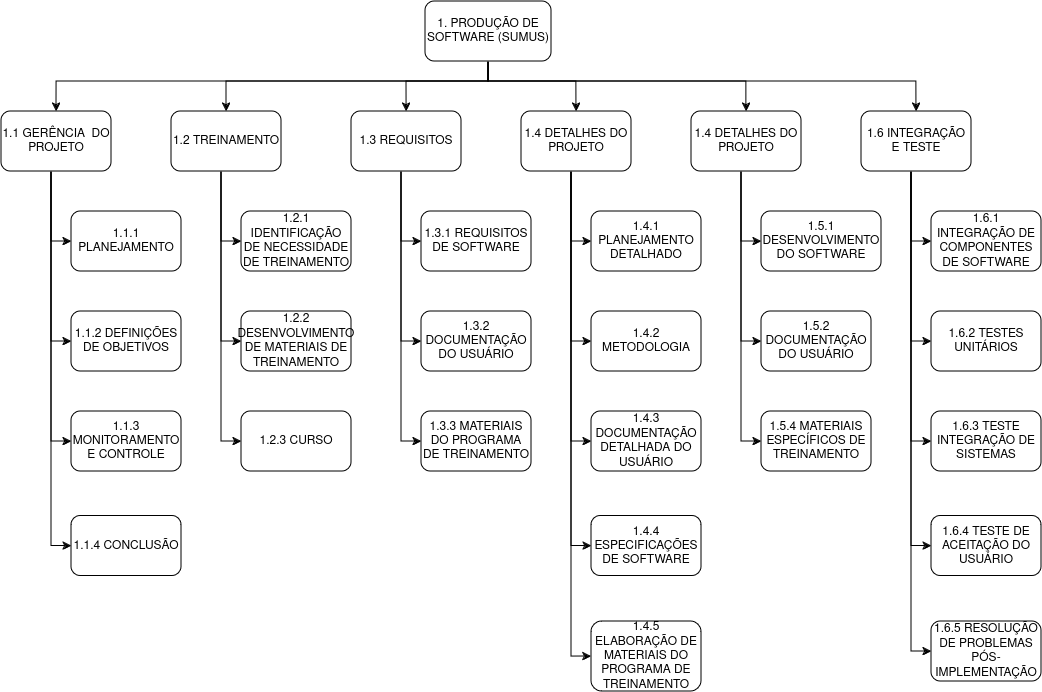 1. PRODUÇÃO DE
SOFTWARE (SUMUS)
1.1 GERÊNCIA DO
PROJETO
1.2 TREINAMENTO
1.3 REQUISITOS
1.4 DETALHES DO
PROJETO
1.4 DETALHES DO
PROJETO
1.6 INTEGRAÇÃO
E TESTE
1.1.1
PLANEJAMENTO
1.1.2 DEFINIÇÕES
DE OBJETIVOS
1.1.3
MONITORAMENTO
E CONTROLE
1.1.4 CONCLUSÃO
1.2.1
IDENTIFICAÇÃO
DE NECESSIDADE
DE TREINAMENTO
1.2.2
DESENVOLVIMENTO
DE MATERIAIS DE
TREINAMENTO
1.2.3 CURSO
1.3.1 REQUISITOS
DE SOFTWARE
1.3.2
DOCUMENTAÇÃO
DO USUÁRIO
1.3.3 MATERIAIS
DO PROGRAMA
DE TREINAMENTO
1.4.1
PLANEJAMENTO
DETALHADO
1.4.2
METODOLOGIA
1.4.3
DOCUMENTAÇÃO
DETALHADA DO
USUÁRIO
1.4.4
ESPECIFICAÇÕES
DE SOFTWARE
1.4.5
ELABORAÇÃO DE
MATERIAIS DO
PROGRAMA DE
TREINAMENTO
1.5.1
DESENVOLVIMENTO
DO SOFTWARE
1.5.2
DOCUMENTAÇÃO
DO USUÁRIO
1.5.4 MATERIAIS
ESPECÍFICOS DE
TREINAMENTO
1.6.1
INTEGRAÇÃO DE
COMPONENTES
DE SOFTWARE
1.6.2 TESTES
UNITÁRIOS
1.6.3 TESTE
INTEGRAÇÃO DE
SISTEMAS
1.6.4 TESTE DE
ACEITAÇÃO DO
USUÁRIO
1.6.5 RESOLUÇÃO
DE PROBLEMAS
PÓS-
IMPLEMENTAÇÃO